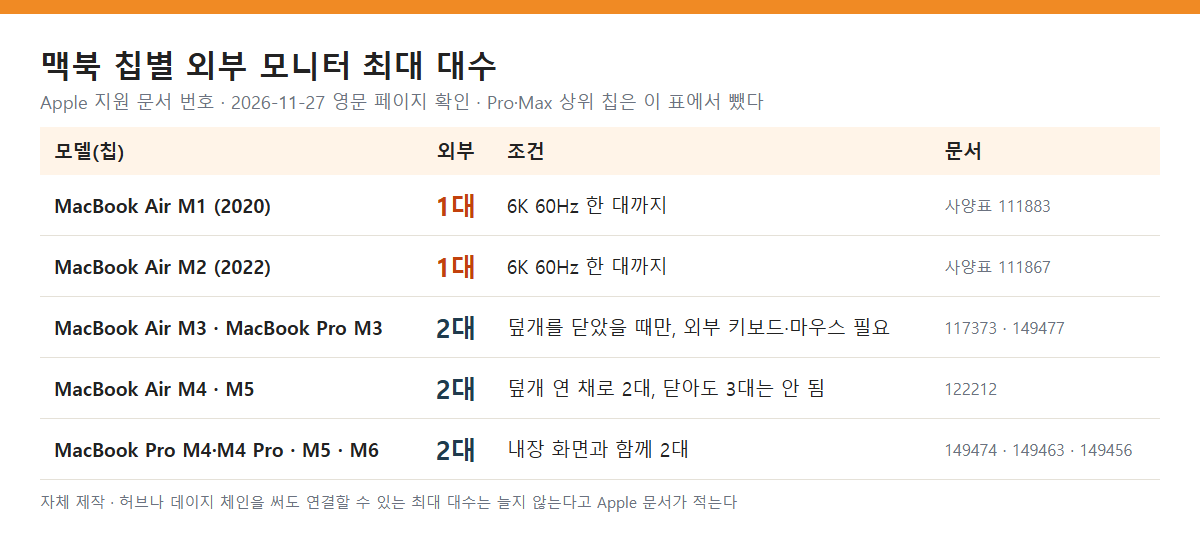 맥북 칩별 외부 모니터 최대 대수
Apple 지원 문서 번호 · 2026-11-27 영문 페이지 확인 · Pro·Max 상위 칩은 이 표에서 뺐다
모델(칩) 외부 조건 문서
MacBook Air M1 (2020) 1대 6K 60Hz 한 대까지 사양표 111883
MacBook Air M2 (2022) 1대 6K 60Hz 한 대까지 사양표 111867
MacBook Air M3 · MacBook Pro M3 2대 덮개를 닫았을 때만, 외부 키보드·마우스 필요 117373 · 149477
MacBook Air M4 · M5 2대 덮개 연 채로 2대, 닫아도 3대는 안 됨 122212
MacBook Pro M4·M4 Pro · M5 · M6 2대 내장 화면과 함께 2대 149474 · 149463 · 149456
자체 제작 · 허브나 데이지 체인을 써도 연결할 수 있는 최대 대수는 늘지 않는다고 Apple 문서가 적는다